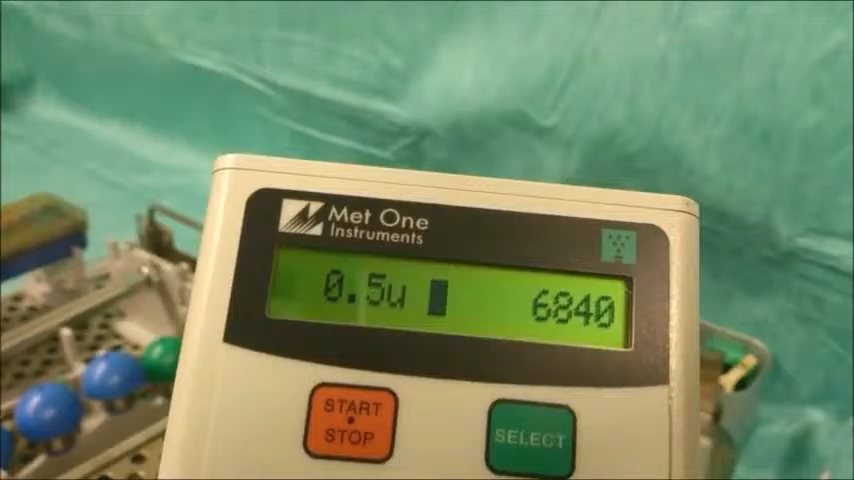 Met One
Instruments
0.5u 6840
START
STOP
SELECT